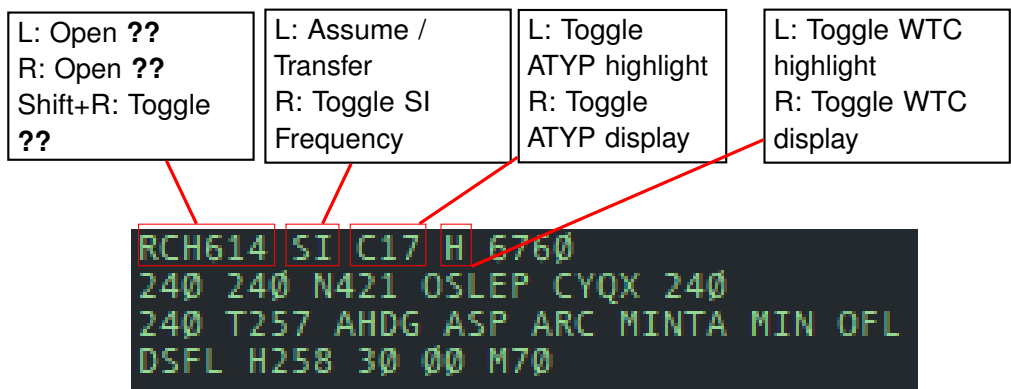 L: Open ??
R: Open ??
Shift+R: Toggle
??
L: Assume /
Transfer
R: Toggle SI
Frequency
L: Toggle
ATYP highlight
R: Toggle
ATYP display
L: Toggle WTC
highlight
R: Toggle WTC
display
RCH614 SI C17 H 6760
240 240 N421 OSLEP CYQX 240
240 T257 AHDG ASP ARC MINTA MIN OFL
DSFL H258 30 00 M70